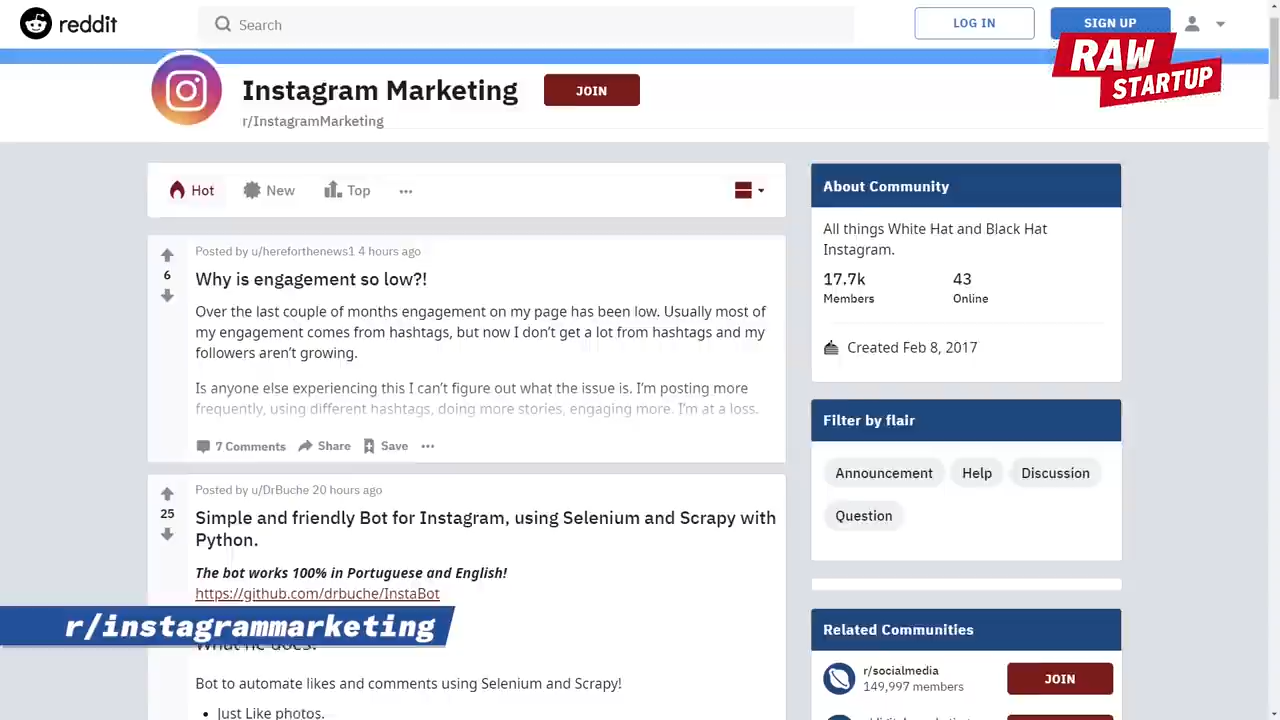 reddit
Search
LOG IN
SIGN UP
RAW
STARTUP
Instagram Marketing
JOIN
r/InstagramMarketing
Hot
New
Top
Posted by u/hereforthenews1 4 hours ago
6
Why is engagement so low?!
Over the last couple of months engagement on my page has been low. Usually most of
my engagement comes from hashtags, but now I don't get a lot from hashtags and my
followers aren't growing.
Is anyone else experiencing this I can't figure out what the issue is. I'm posting more
frequently, using different hashtags, doing more stories, engaging more. I'm at a loss.
7 Comments
Share
Save
Posted by u/DrBuche 20 hours ago
25
Simple and friendly Bot for Instagram, using Selenium and Scrapy with
Python.
The bot works 100% in Portuguese and English!
https://github.com/drbuche/InstaBot
r/instagrammarketing
What he does:
Bot to automate likes and comments using Selenium and Scrapy!
• Just Like photos.
About Community
All things White Hat and Black Hat
Instagram.
17.7k
Members
43
Online
Created Feb 8, 2017
Filter by flair
Announcement
Help
Discussion
Question
Related Communities
r/socialmedia
149,997 members
JOIN